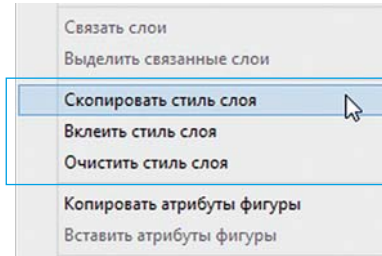 Связать слои
Выделить связанные слои
Скопировать стиль слоя
Вклеить стиль слоя
Очистить стиль слоя
Копировать атрибуты фигуры
Вставить атрибуты фигуры